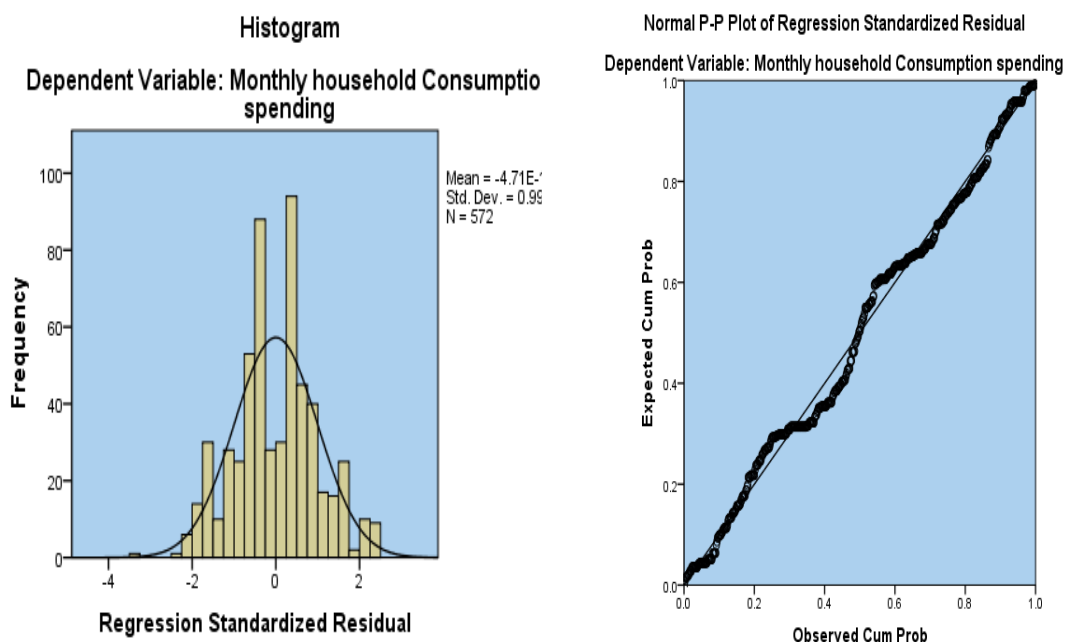 Histogram
Dependent Variable: Monthly household Consumptio
spending
Mean = -4.71E-
Std. Dev. = 0.99
N = 572
100
80
60
40
20
0
Frequency
-4 -2 0 2
Regression Standardized Residual
Normal P-P Plot of Regression Standardized Residual
Dependent Variable: Monthly household Consumption spending
1.0
0.8
0.6
0.4
0.2
0.0
Expected Cum Prob
0.0 0.2 0.4 0.6 0.8 1.0
Observed Cum Prob